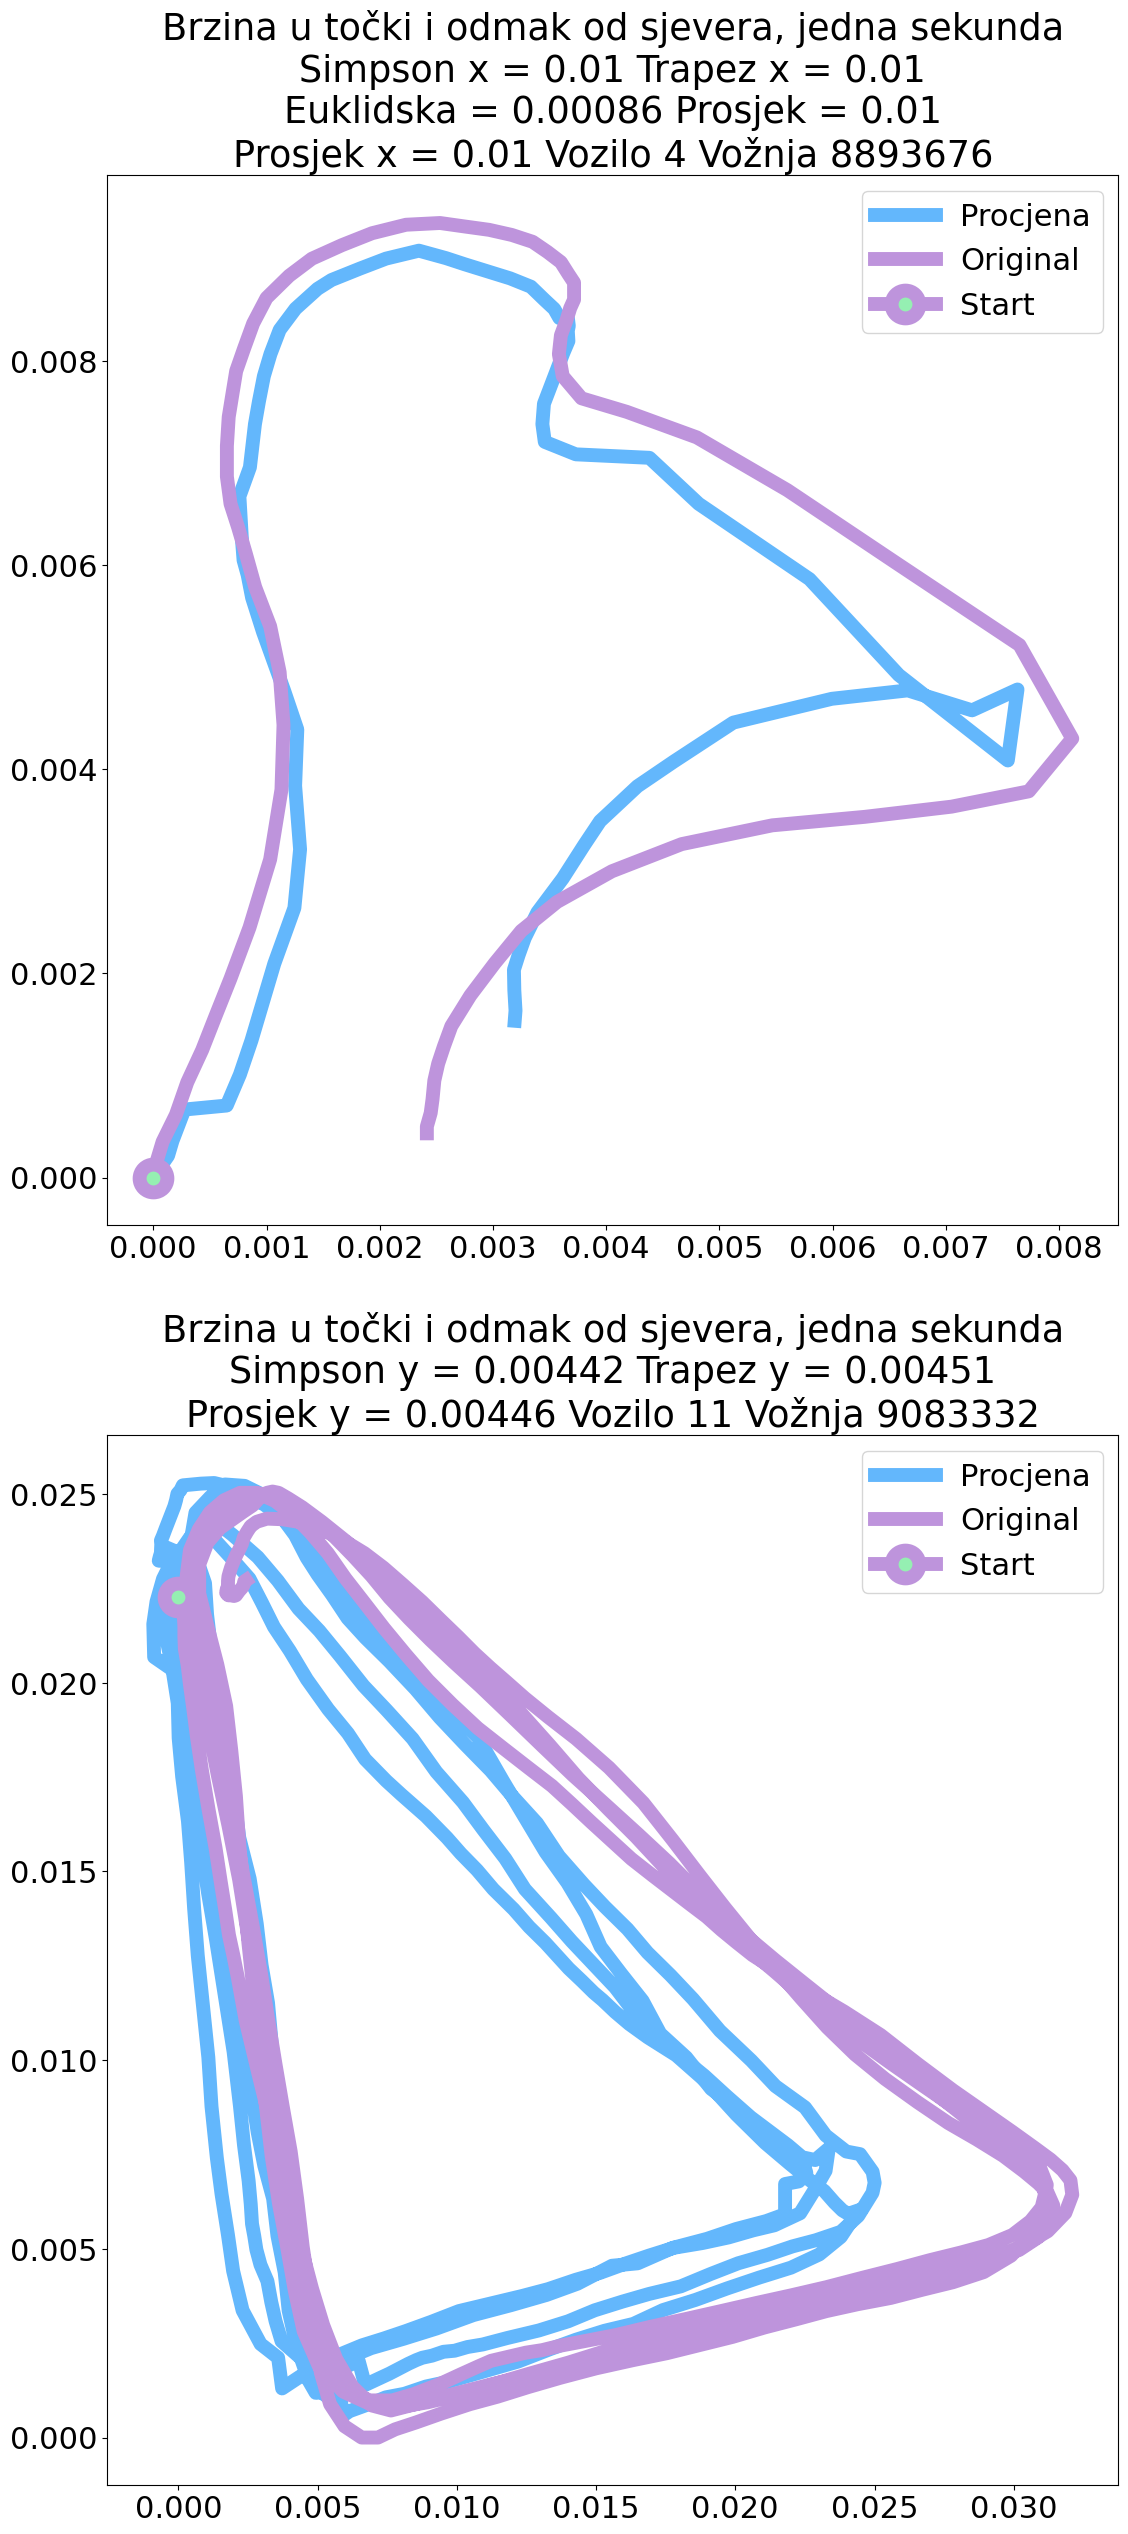 Brzina u točki i odmak od sjevera, jedna sekunda
Simpson x = 0.01 Trapez x = 0.01
Euklidska = 0.00086 Prosjek = 0.01
Prosjek x = 0.01 Vozilo 4 Vožnja 8893676
Procjena
Original
Start
0.008
0.006
0.004
0.002
0.000
0.000 0.001 0.002 0.003 0.004 0.005 0.006 0.007 0.008
Brzina u točki i odmak od sjevera, jedna sekunda
Simpson y = 0.00442 Trapez y = 0.00451
Prosjek y = 0.00446 Vozilo 11 Vožnja 9083332
Procjena
Original
Start
0.025
0.020
0.015
0.010
0.005
0.000
0.000 0.005 0.010 0.015 0.020 0.025 0.030